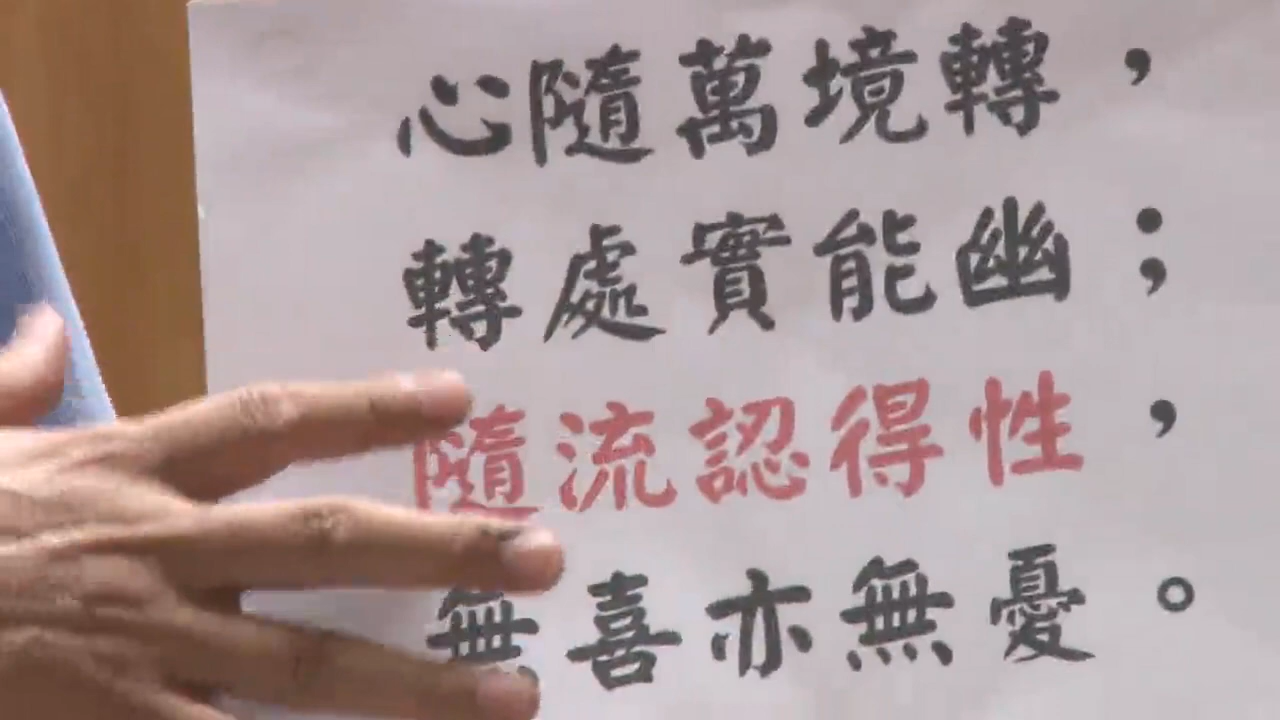 心隨萬境轉，
轉處實能幽；
隨流認得性，
無喜亦無憂。